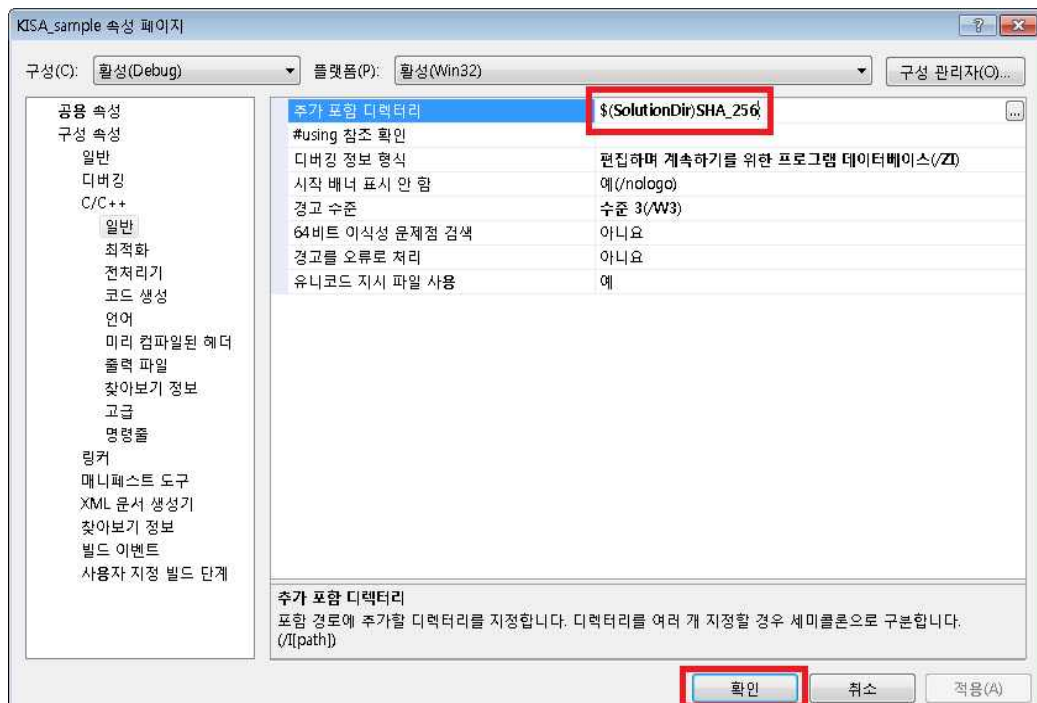 KISA_sample 속성 페이지
구성(C): 활성(Debug) 플랫폼(P): 활성(Win32) 구성 관리자(O)...
공용 속성
구성 속성
일반
디버깅
C/C++
일반
최적화
전처리기
코드 생성
언어
미리 컴파일된 헤더
출력 파일
찾아보기 정보
고급
명령줄
링커
매니페스트 도구
XML 문서 생성기
찾아보기 정보
빌드 이벤트
사용자 지정 빌드 단계
추가 포함 디렉터리 $(SolutionDir)SHA_256 ...
#using 참조 확인
디버깅 정보 형식 편집하며 계속하기를 위한 프로그램 데이터베이스(/ZI)
시작 배너 표시 안 함 예(/nologo)
경고 수준 수준 3(/W3)
64비트 이식성 문제점 검색 아니요
경고를 오류로 처리 아니요
유니코드 지시 파일 사용 예
추가 포함 디렉터리
포함 경로에 추가할 디렉터리를 지정합니다. 디렉터리를 여러 개 지정할 경우 세미콜론으로 구분합니다.
(/I[path])
확인 취소 적용(A)